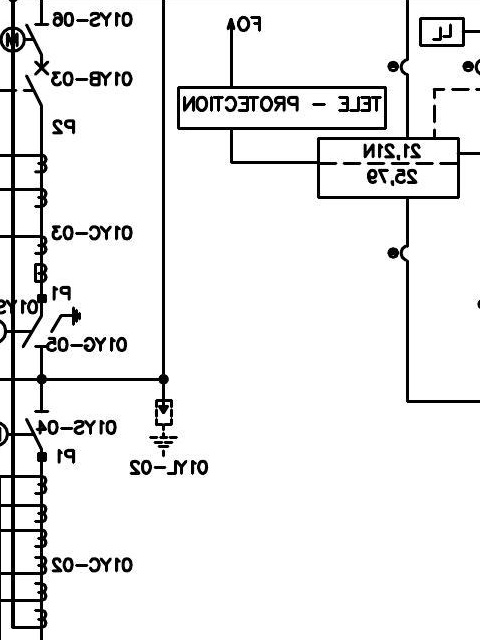 01YS-06
FO
LL
M
01YB-03
TELE - PROTECTION
P2
21,21N
25,79
01YC-03
P1
01YS
01YG-05
01YS-04
P1
01YL-02
01YC-02